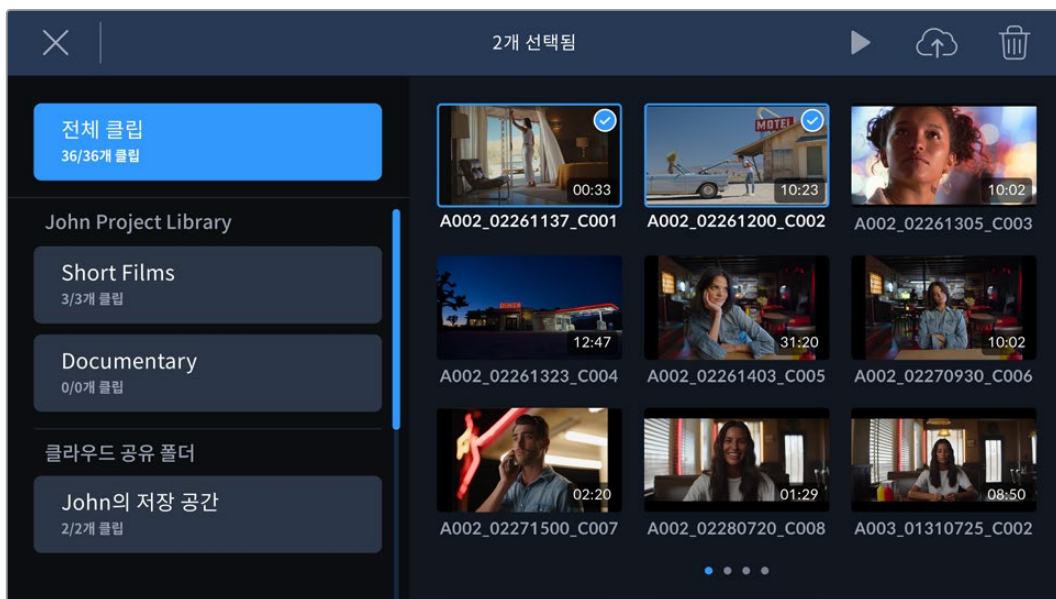 2개 선택됨
전체 클립
36/36개 클립
John Project Library
Short Films
3/3개 클립
Documentary
0/0개 클립
클라우드 공유 폴더
John의 저장 공간
2/2개 클립
00:33
MOTEL
10:23
10:02
A002_02261137_C001
A002_02261200_C002
A002_02261305_C003
DINER
12:47
31:20
10:02
A002_02261323_C004
A002_02261403_C005
A002_02270930_C006
02:20
01:29
08:50
A002_02271500_C007
A002_02280720_C008
A003_01310725_C002